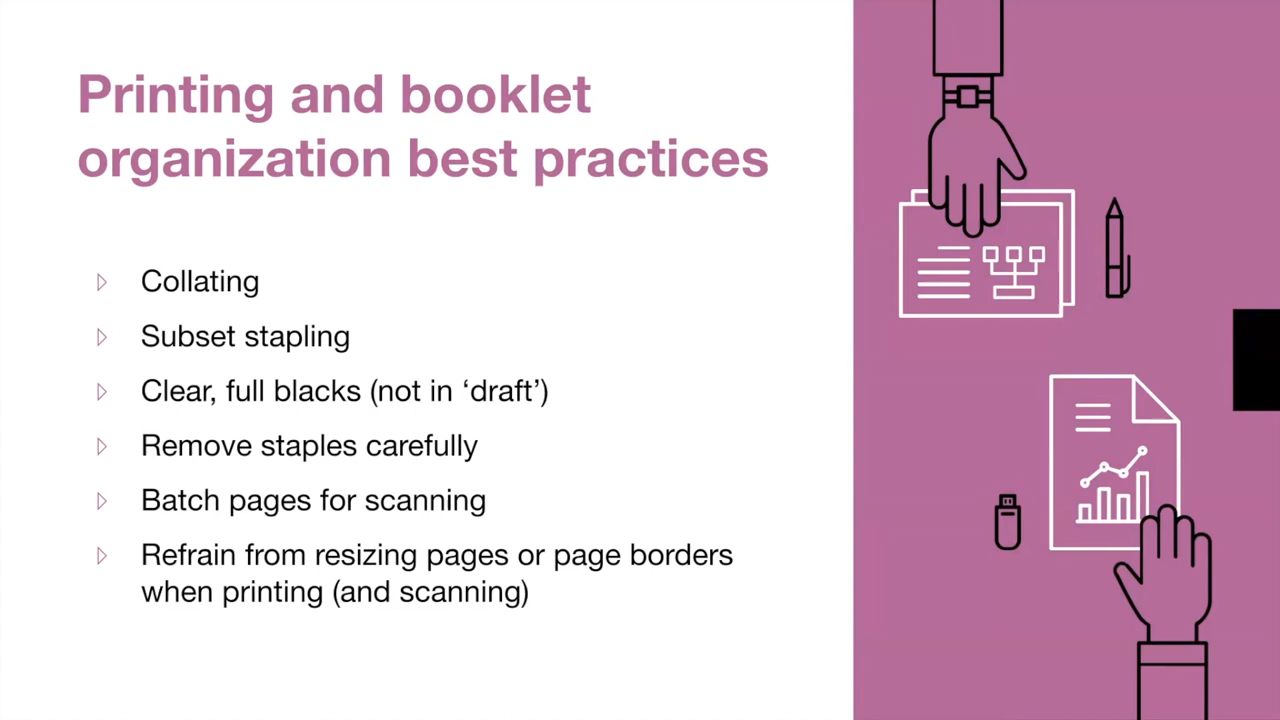 Printing and booklet
organization best practices
Collating
Subset stapling
Clear, full blacks (not in ‘draft’)
Remove staples carefully
Batch pages for scanning
Refrain from resizing pages or page borders
when printing (and scanning)